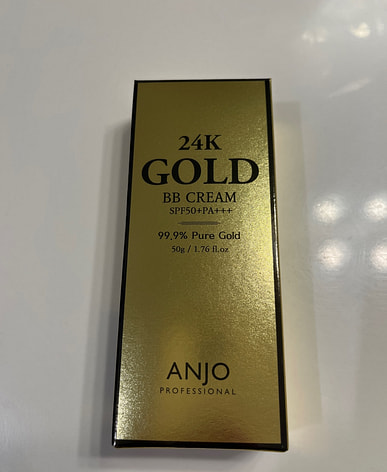 24K
GOLD
BB CREAM
SPF50+PA+++
99.9% Pure Gold
50g / 1.76 fl.oz
ANJO
PROFESSIONAL